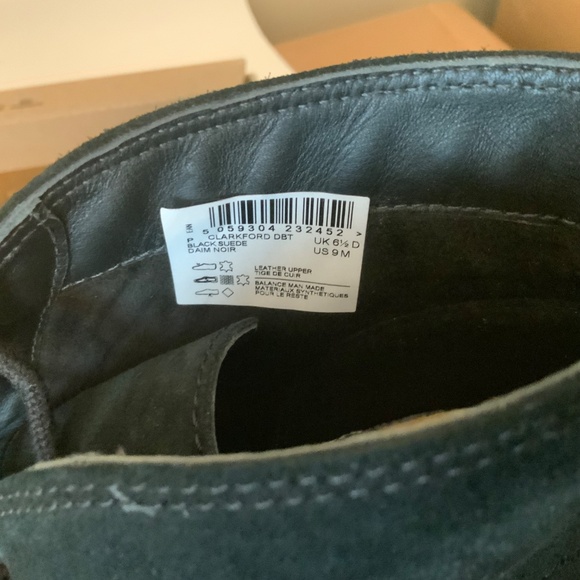 EAN
5 059304 232452 >
P CLARKFORD DBT UK 6½ D
BLACK SUEDE US 9 M
DAIM NOIR
LEATHER UPPER
TIGE DE CUIR
BALANCE MAN MADE
MATERIAUX SYNTHETIQUES
POUR LE RESTE